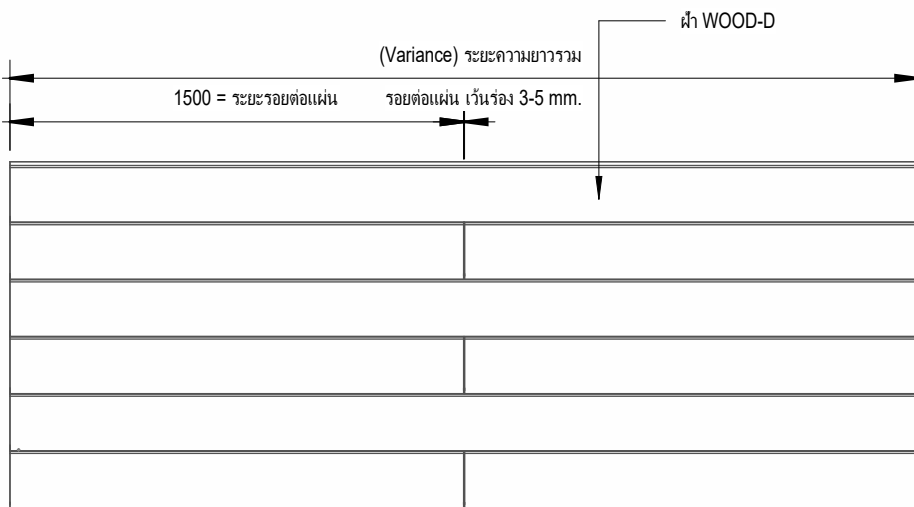 ฝ้า WOOD-D
(Variance) ระยะความยาวรวม
1500 = ระยะรอยต่อแผ่น
รอยต่อแผ่น เว้นร่อง 3-5 mm.